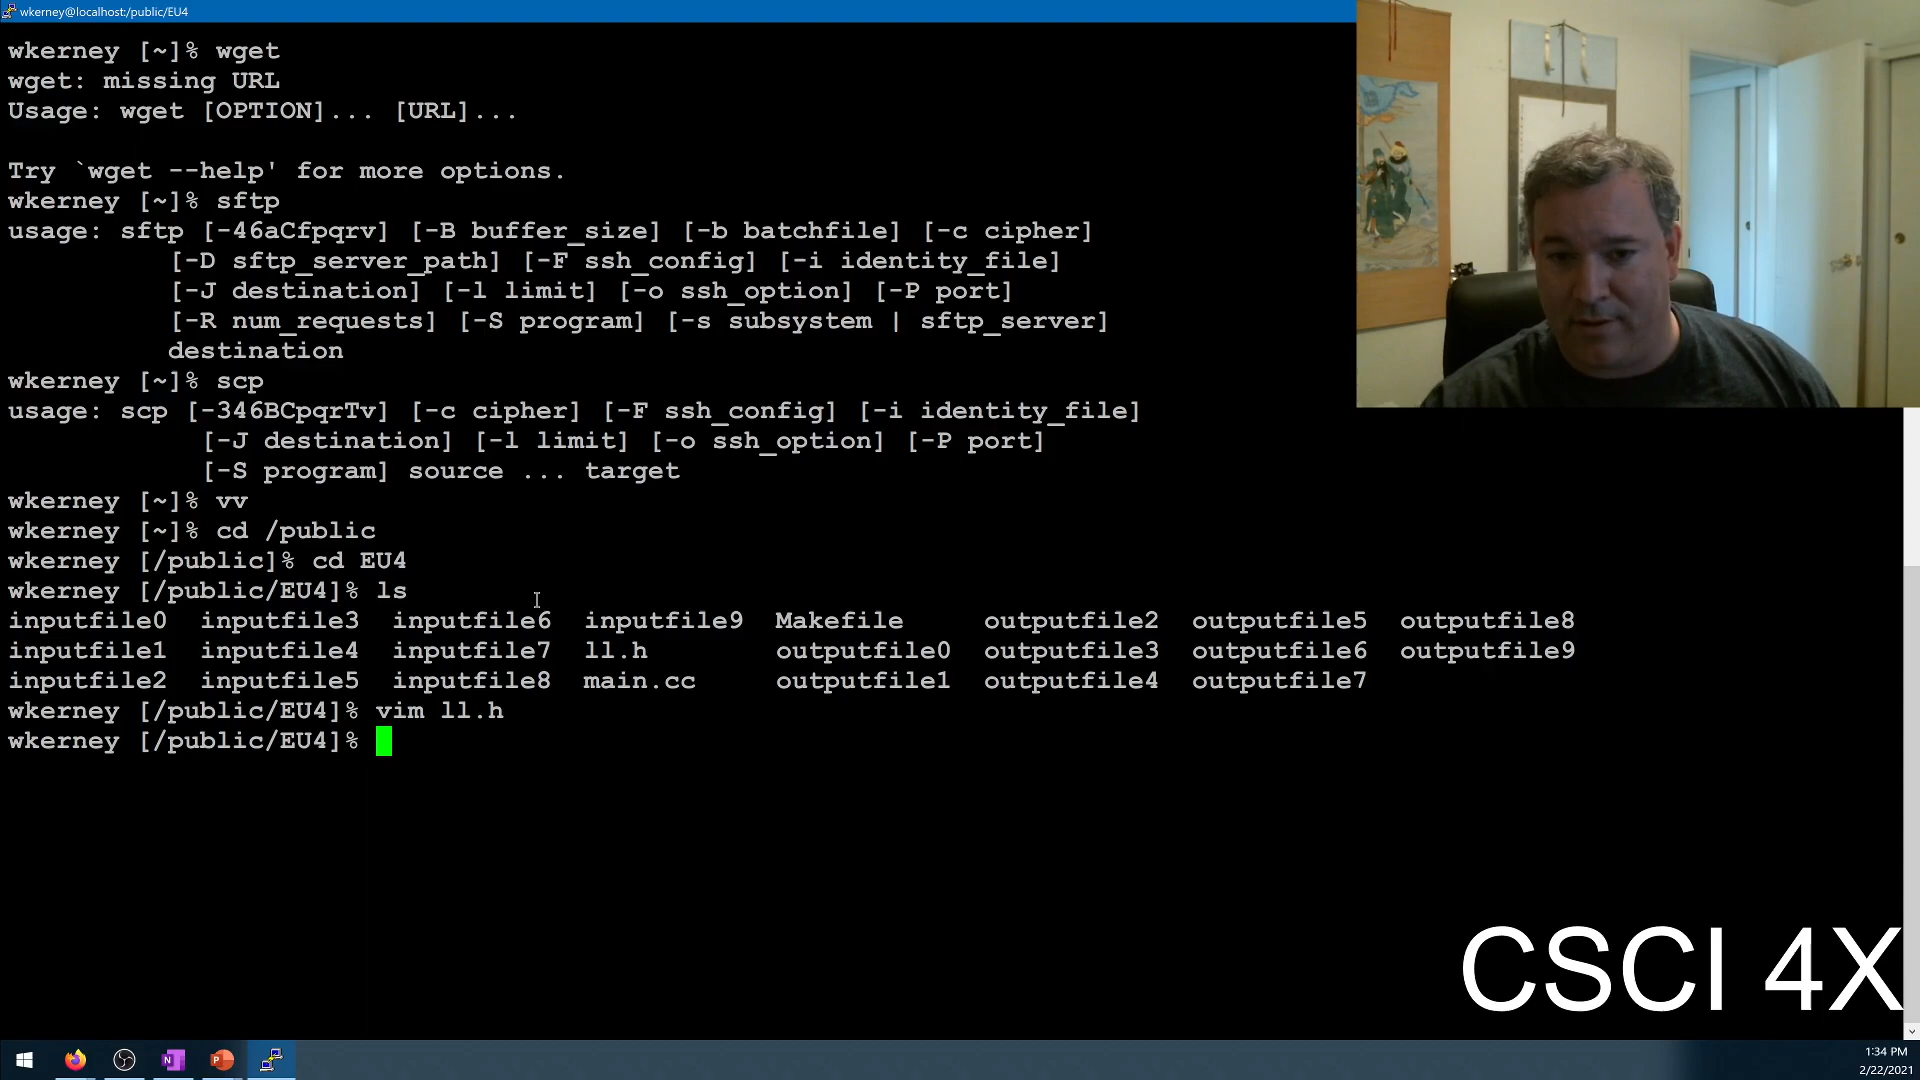 wkerney@localhost:/public/EU4
wkerney [~]% wget
wget: missing URL
Usage: wget [OPTION]... [URL]...
Try `wget --help' for more options.
wkerney [~]% sftp
usage: sftp [-46aCfpqrv] [-B buffer_size] [-b batchfile] [-c cipher]
[-D sftp_server_path] [-F ssh_config] [-i identity_file]
[-J destination] [-l limit] [-o ssh_option] [-P port]
[-R num_requests] [-S program] [-s subsystem | sftp_server]
destination
wkerney [~]% scp
usage: scp [-346BCpqrTv] [-c cipher] [-F ssh_config] [-i identity_file]
[-J destination] [-l limit] [-o ssh_option] [-P port]
[-S program] source ... target
wkerney [~]% vv
wkerney [~]% cd /public
wkerney [/public]% cd EU4
wkerney [/public/EU4]% ls
inputfile0 inputfile3 inputfile6 inputfile9 Makefile outputfile2 outputfile5 outputfile8
inputfile1 inputfile4 inputfile7 ll.h outputfile0 outputfile3 outputfile6 outputfile9
inputfile2 inputfile5 inputfile8 main.cc outputfile1 outputfile4 outputfile7
wkerney [/public/EU4]% vim ll.h
wkerney [/public/EU4]%
CSCI 4X
1:34 PM
2/22/2021